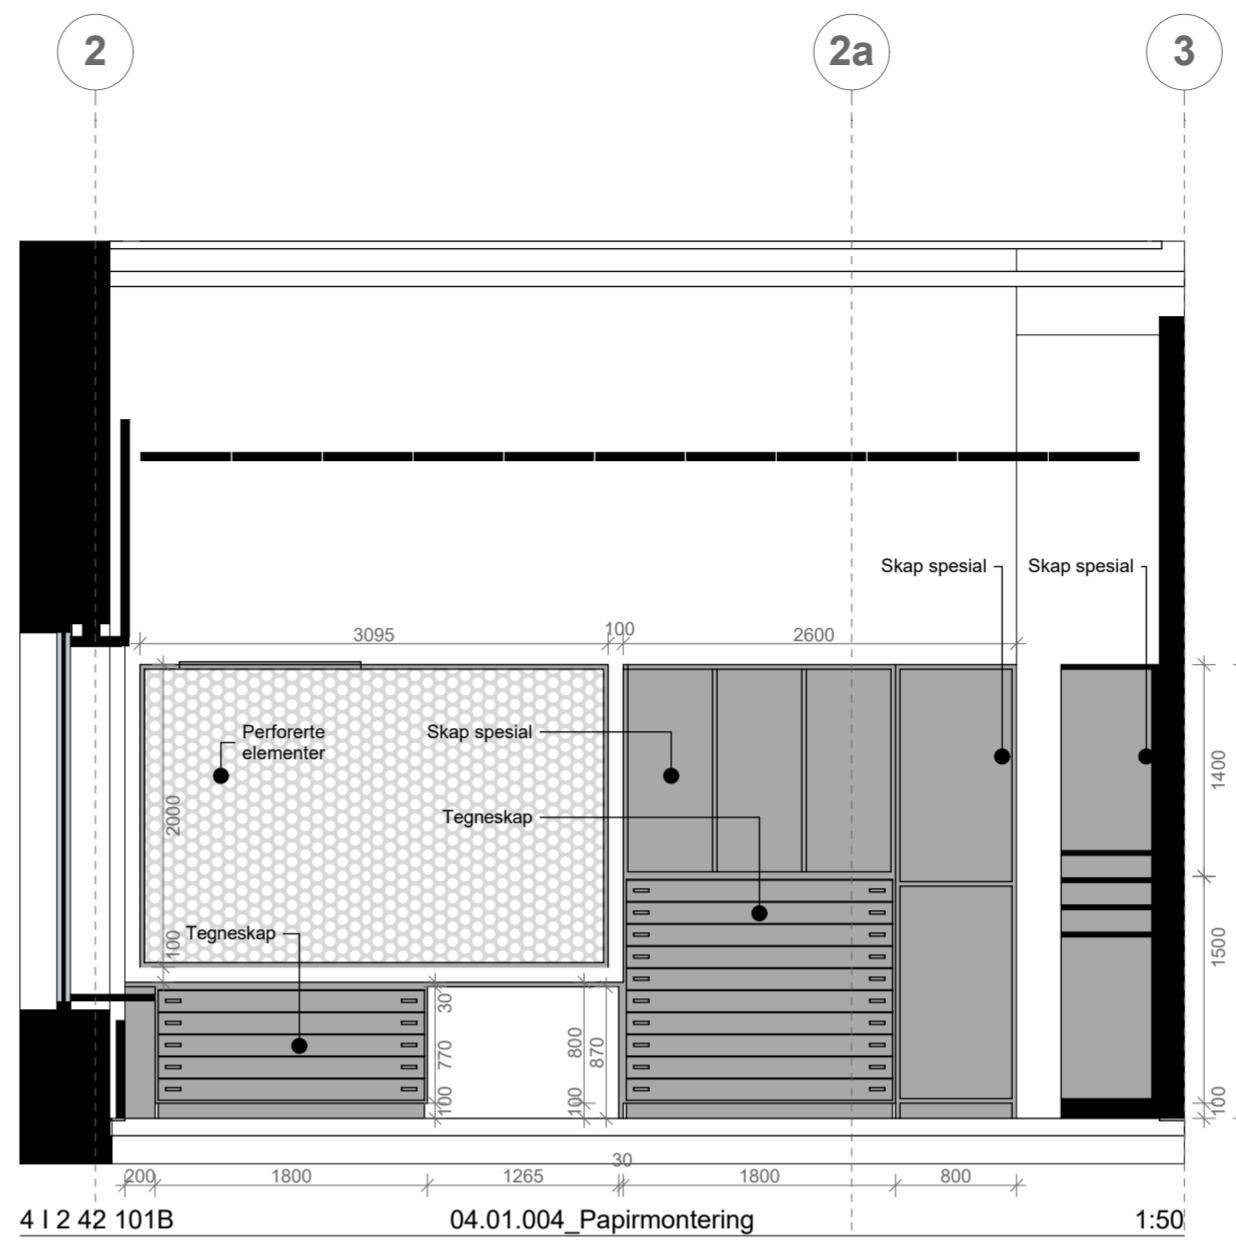 2
2a
3
Skap spesial
Skap spesial
3095
100
2600
Perforerte
elementer
Skap spesial
1400
2000
Tegneskap
Tegneskap
100
1500
30
770
800
870
100
100
100
30
200
1800
1265
1800
800
4 I 2 42 101B
04.01.004_Papirmontering
1:50